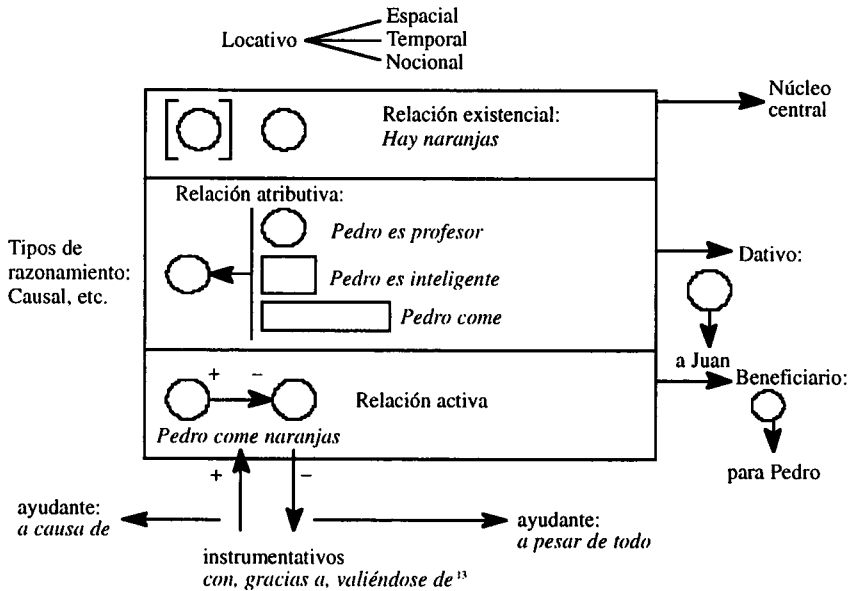 Espacial
Locativo Temporal
Nocional
Relación existencial:
Hay naranjas
Núcleo
central
Relación atributiva:
Pedro es profesor
Pedro es inteligente
Pedro come
Tipos de
razonamiento:
Causal, etc.
Dativo:
a Juan
+ −
Relación activa
Pedro come naranjas
Beneficiario:
para Pedro
+ −
ayudante:
a causa de
ayudante:
a pesar de todo
instrumentativos
con, gracias a, valiéndose de 13